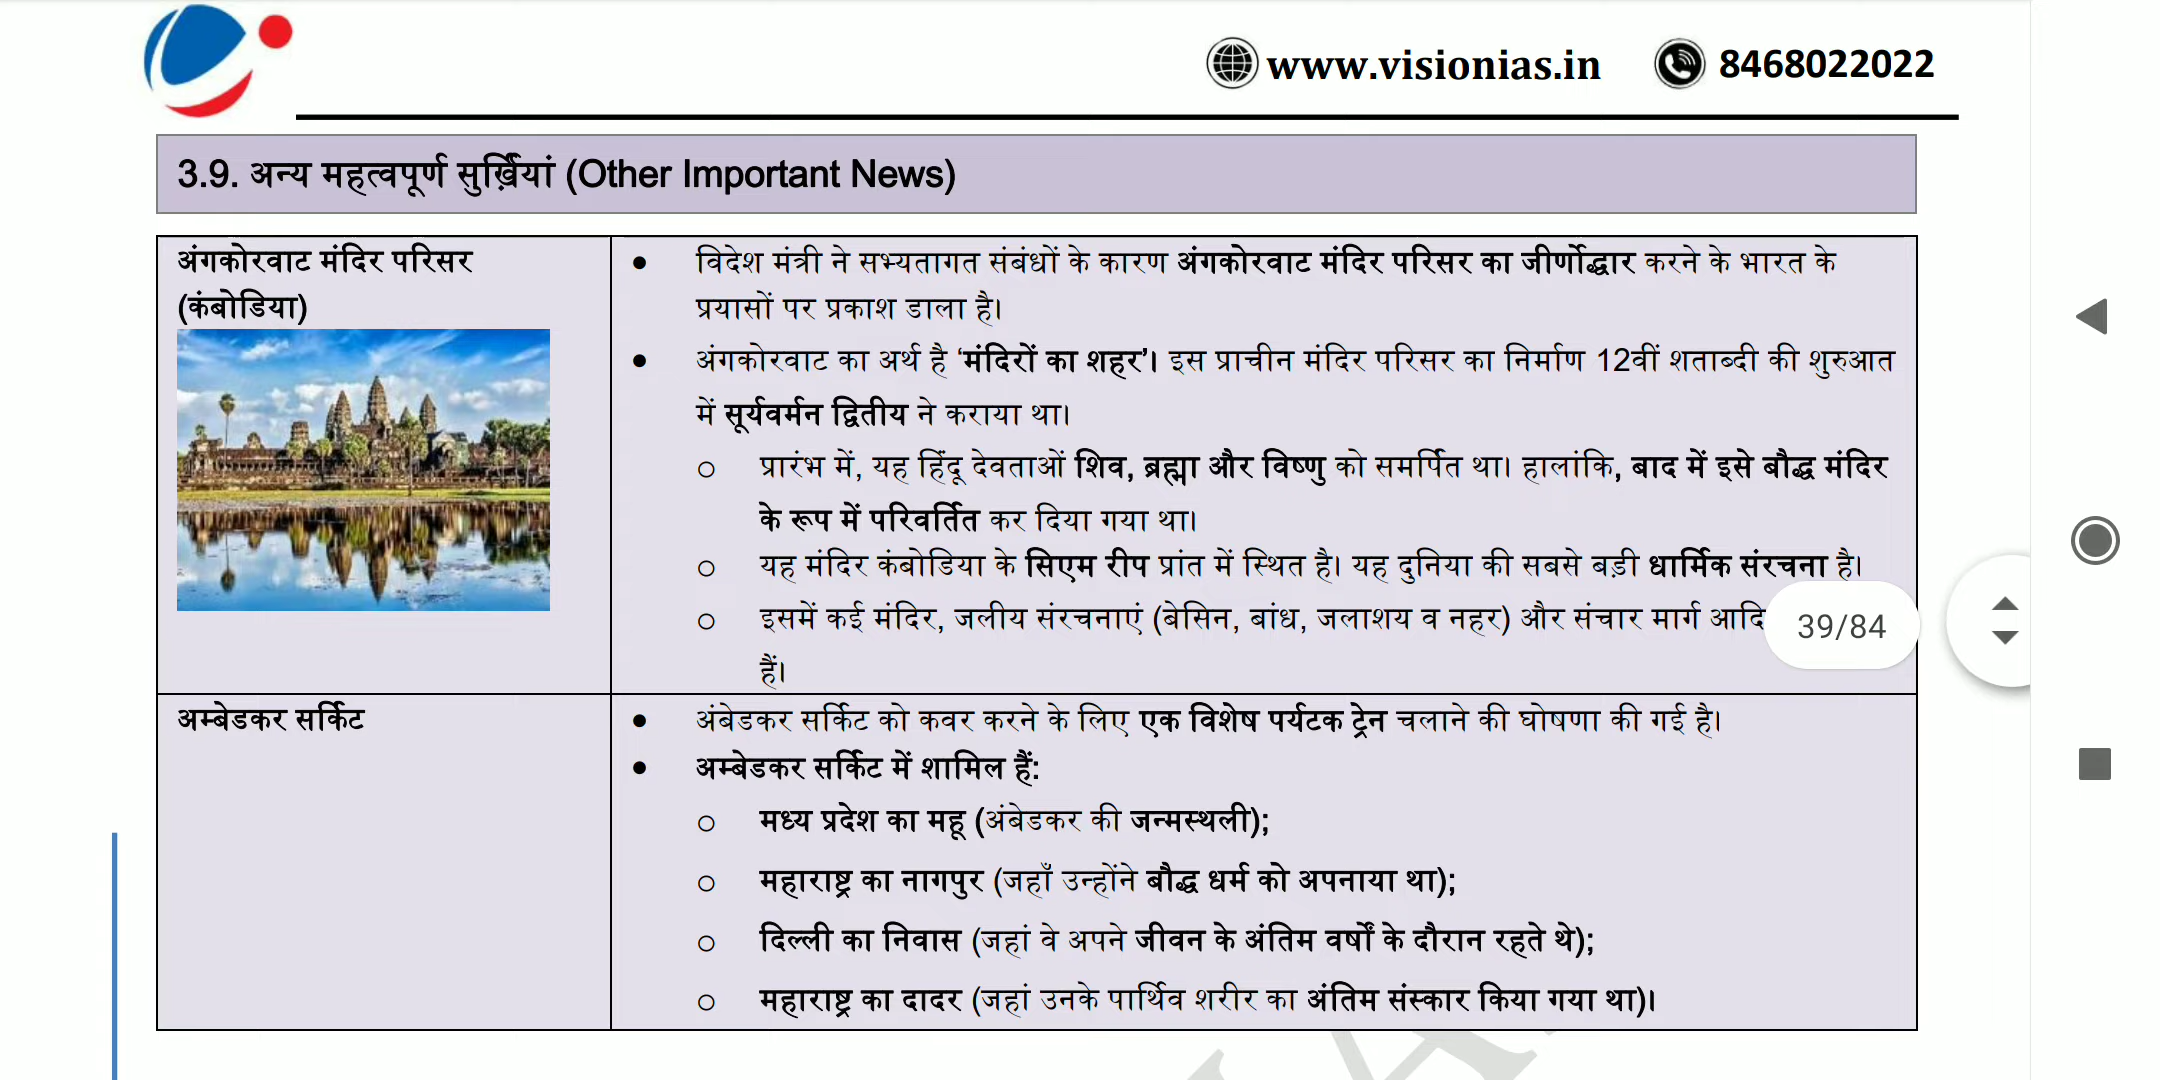 www.visionias.in 8468022022
3.9. अन्य महत्वपूर्ण सुर्ख़ियां (Other Important News)
अंगकोरवाट मंदिर परिसर
(कंबोडिया)
● विदेश मंत्री ने सभ्यतागत संबंधों के कारण अंगकोरवाट मंदिर परिसर का जीर्णोद्धार करने के भारत के
प्रयासों पर प्रकाश डाला है।
● अंगकोरवाट का अर्थ है ‘मंदिरों का शहर’। इस प्राचीन मंदिर परिसर का निर्माण 12वीं शताब्दी की शुरुआत
में सूर्यवर्मन द्वितीय ने कराया था।
○ प्रारंभ में, यह हिंदू देवताओं शिव, ब्रह्मा और विष्णु को समर्पित था। हालांकि, बाद में इसे बौद्ध मंदिर
के रूप में परिवर्तित कर दिया गया था।
○ यह मंदिर कंबोडिया के सिएम रीप प्रांत में स्थित है। यह दुनिया की सबसे बड़ी धार्मिक संरचना है।
○ इसमें कई मंदिर, जलीय संरचनाएं (बेसिन, बांध, जलाशय व नहर) और संचार मार्ग आदि
हैं।
39/84
अम्बेडकर सर्किट
● अंबेडकर सर्किट को कवर करने के लिए एक विशेष पर्यटक ट्रेन चलाने की घोषणा की गई है।
● अम्बेडकर सर्किट में शामिल हैं:
○ मध्य प्रदेश का महू (अंबेडकर की जन्मस्थली);
○ महाराष्ट्र का नागपुर (जहाँ उन्होंने बौद्ध धर्म को अपनाया था);
○ दिल्ली का निवास (जहां वे अपने जीवन के अंतिम वर्षों के दौरान रहते थे);
○ महाराष्ट्र का दादर (जहां उनके पार्थिव शरीर का अंतिम संस्कार किया गया था)।